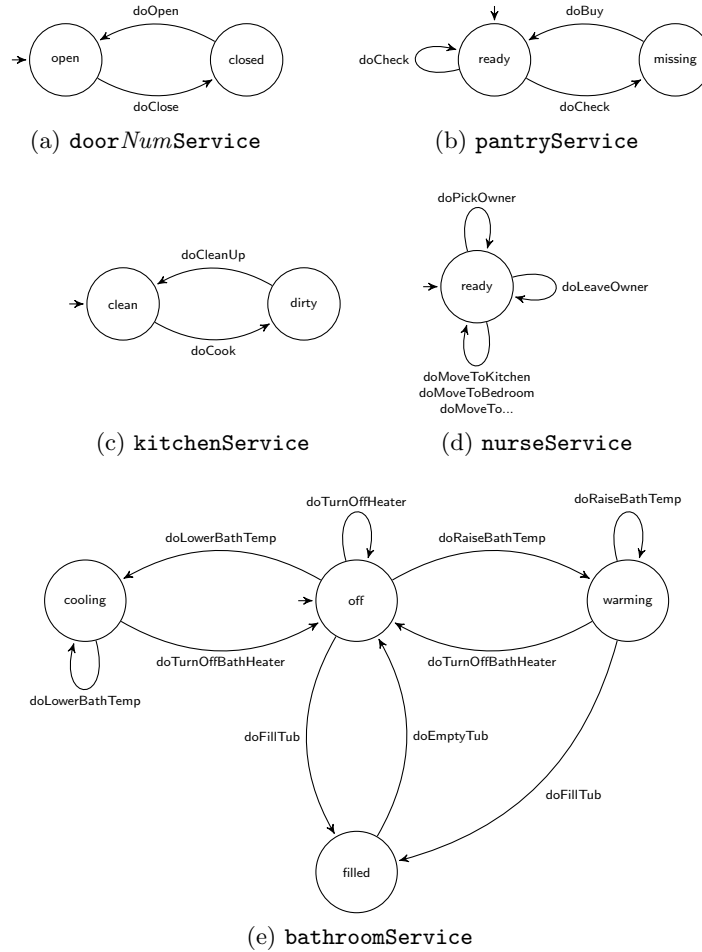 doOpen
open
closed
doClose
(a) doorNumService
doBuy
doCheck
ready
missing
doCheck
(b) pantryService
doCleanUp
clean
dirty
doCook
(c) kitchenService
doPickOwner
ready
doLeaveOwner
doMoveToKitchen
doMoveToBedroom
doMoveTo...
(d) nurseService
doTurnOffHeater
doRaiseBathTemp
doLowerBathTemp
doRaiseBathTemp
cooling
off
warming
doTurnOffBathHeater
doTurnOffBathHeater
doLowerBathTemp
doFillTub
doEmptyTub
doFillTub
filled
(e) bathroomService